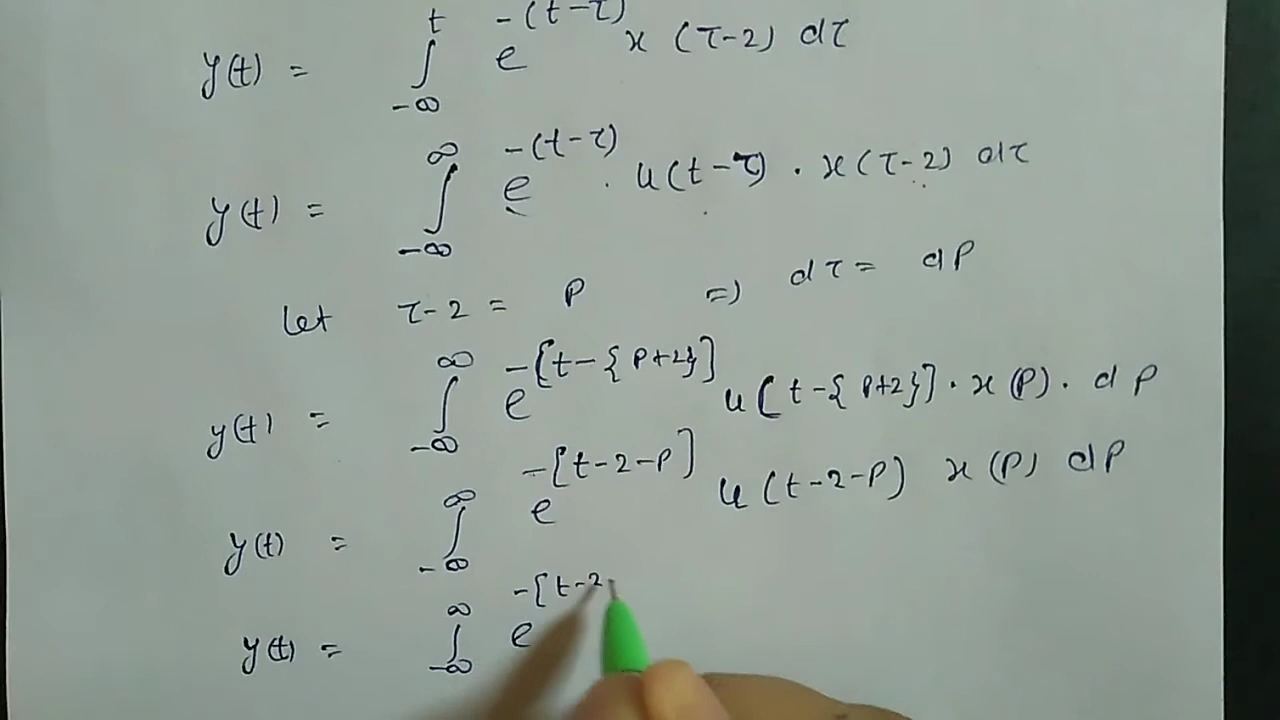 y(t) = ∫_{-∞}^{t} e^{-(t-τ)} x (τ-2) dτ
y(t) = ∫_{-∞}^{∞} e^{-(t-τ)} . u(t-τ) . x(τ-2) dτ
Let τ-2 = P => dτ = dP
y(t) = ∫_{-∞}^{∞} e^{-[t-{P+2}]} u[t-{P+2}] . x(P) . dP
y(t) = ∫_{-∞}^{∞} e^{-[t-2-P]} u(t-2-P) x(P) dP
y(t) = ∫_{-∞}^{∞} e^{-[t-2